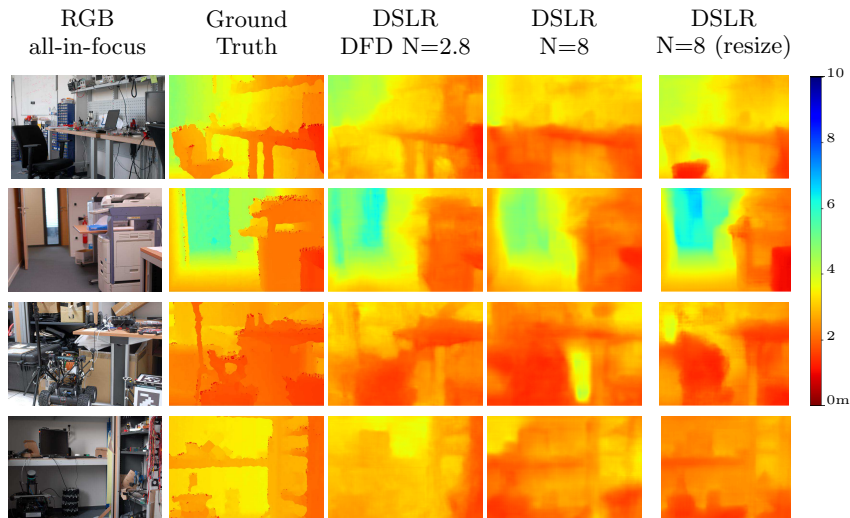 RGB
all-in-focus
Ground
Truth
DSLR
DFD N=2.8
DSLR
N=8
DSLR
N=8 (resize)
10
8
6
4
2
0m